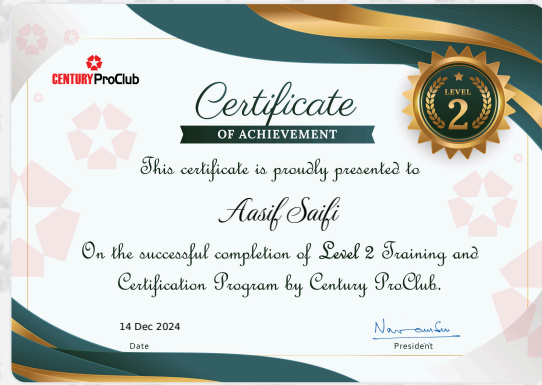 CENTURY ProClub
Certificate
OF ACHIEVEMENT
LEVEL
2
This certificate is proudly presented to
Aasif Saifi
On the successful completion of Level 2 Training and
Certification Program by Century ProClub.
14 Dec 2024
Date
President